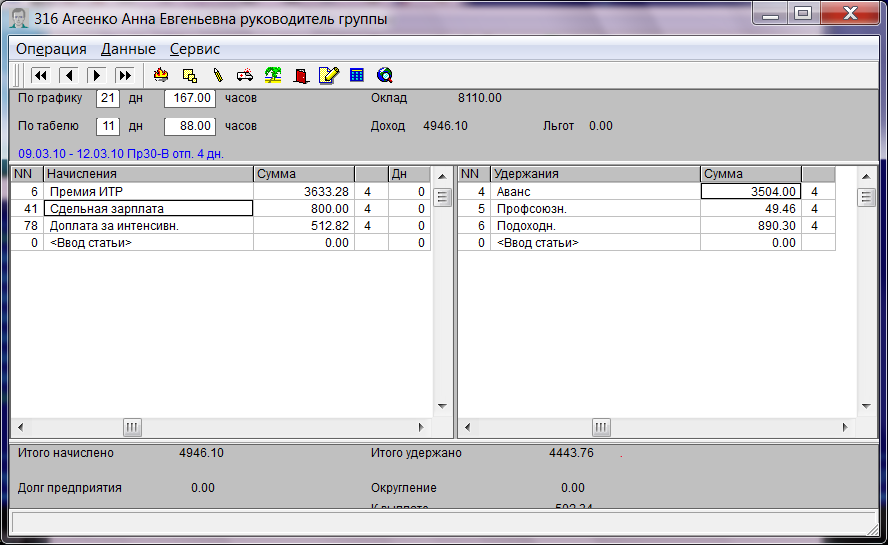 316 Агеенко Анна Евгеньевна руководитель группы
Операция Данные Сервис
По графику 21 дн 167.00 часов Оклад 8110.00
По табелю 11 дн 88.00 часов Доход 4946.10 Льгот 0.00
09.03.10 - 12.03.10 Пр30-В отп. 4 дн.
NN Начисления Сумма Дн NN Удержания Сумма
6 Премия ИТР 3633.28 4 0 4 Аванс 3504.00 4
41 Сдельная зарплата 800.00 4 0 5 Профсоюзн. 49.46 4
78 Доплата за интенсивн. 512.82 4 0 6 Подоходн. 890.30 4
0 <Ввод статьи> 0.00 0 0 <Ввод статьи> 0.00
Итого начислено 4946.10 Итого удержано 4443.76 .
Долг предприятия 0.00 Округление 0.00
К выплате 502.34